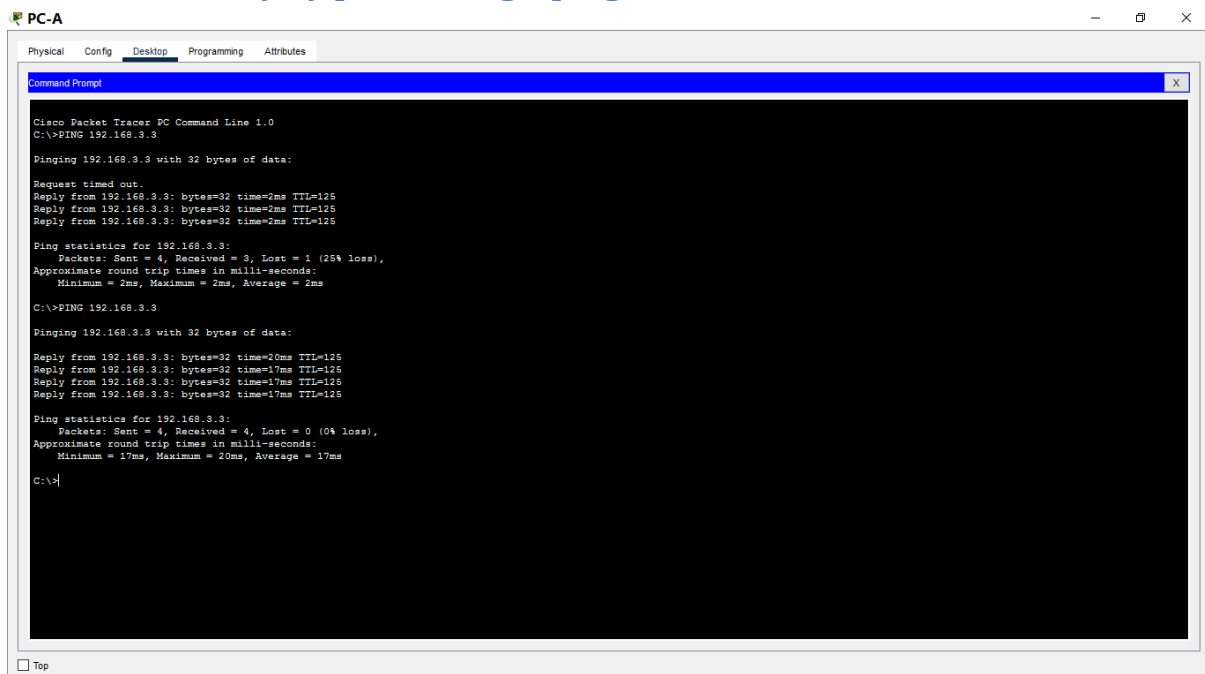 PC-A
Physical Config Desktop Programming Attributes
Command Prompt
X
Cisco Packet Tracer PC Command Line 1.0
C:\>PING 192.168.3.3
Pinging 192.168.3.3 with 32 bytes of data:
Request timed out.
Reply from 192.168.3.3: bytes=32 time=2ms TTL=125
Reply from 192.168.3.3: bytes=32 time=2ms TTL=125
Reply from 192.168.3.3: bytes=32 time=2ms TTL=125
Ping statistics for 192.168.3.3:
Packets: Sent = 4, Received = 3, Lost = 1 (25% loss),
Approximate round trip times in milli-seconds:
Minimum = 2ms, Maximum = 2ms, Average = 2ms
C:\>PING 192.168.3.3
Pinging 192.168.3.3 with 32 bytes of data:
Reply from 192.168.3.3: bytes=32 time=20ms TTL=125
Reply from 192.168.3.3: bytes=32 time=17ms TTL=125
Reply from 192.168.3.3: bytes=32 time=17ms TTL=125
Reply from 192.168.3.3: bytes=32 time=17ms TTL=125
Ping statistics for 192.168.3.3:
Packets: Sent = 4, Received = 4, Lost = 0 (0% loss),
Approximate round trip times in milli-seconds:
Minimum = 17ms, Maximum = 20ms, Average = 17ms
C:\>
Top